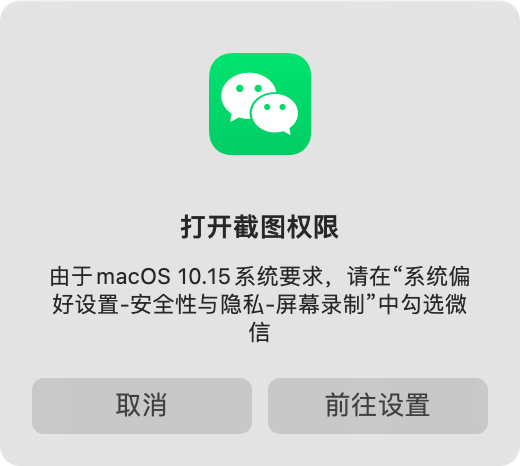 打开截图权限
由于 macOS 10.15 系统要求，请在“系统偏
好设置-安全性与隐私-屏幕录制”中勾选微
信
取消
前往设置